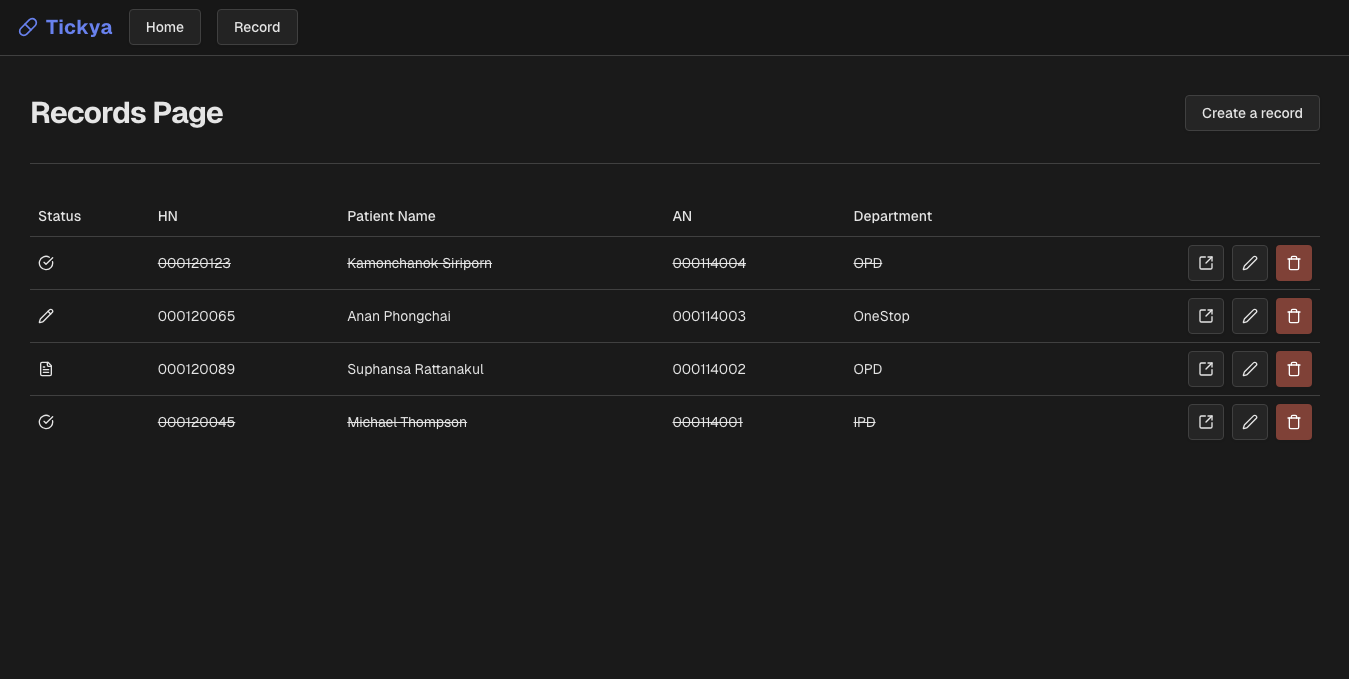 Tickya Home Record
Records Page Create a record
Status HN Patient Name AN Department
000120123 Kamonchanok Siriporn 000114004 OPD
000120065 Anan Phongchai 000114003 OneStop
000120089 Suphansa Rattanakul 000114002 OPD
000120045 Michael Thompson 000114001 IPD